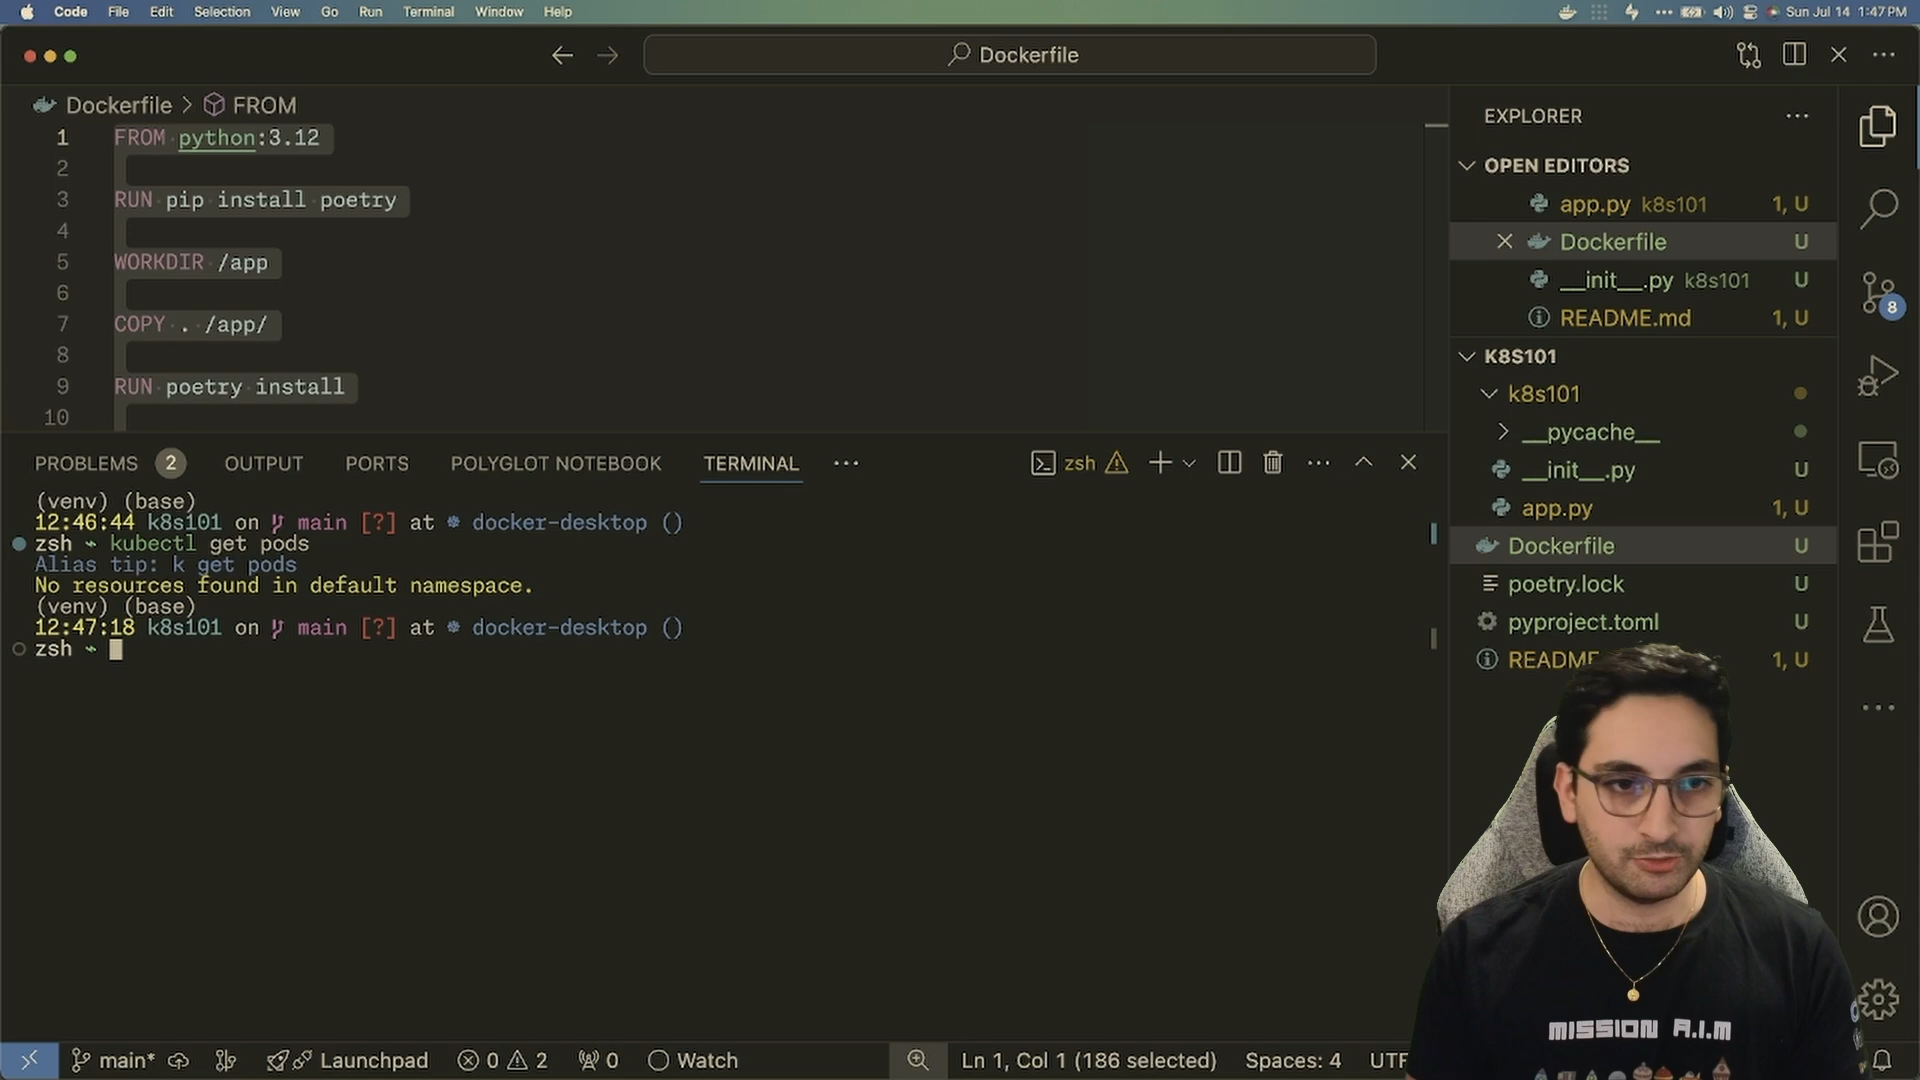 Code File Edit Selection View Go Run Terminal Window Help
Sun Jul 14 1:47 PM
Dockerfile
Dockerfile > FROM
1 FROM python:3.12
2
3 RUN pip install poetry
4
5 WORKDIR /app
6
7 COPY . /app/
8
9 RUN poetry install
10
PROBLEMS 2 OUTPUT PORTS POLYGLOT NOTEBOOK TERMINAL
zsh
(venv) (base)
12:46:44 k8s101 on main [?] at docker-desktop ()
zsh kubectl get pods
Alias tip: k get pods
No resources found in default namespace.
(venv) (base)
12:47:18 k8s101 on main [?] at docker-desktop ()
zsh
EXPLORER
OPEN EDITORS
app.py k8s101 1, U
Dockerfile U
__init__.py k8s101 U
README.md 1, U
K8S101
k8s101
__pycache__
__init__.py U
app.py 1, U
Dockerfile U
poetry.lock U
pyproject.toml U
README 1, U
8
MISSION A.I.M
main* Launchpad 0 2 0 Watch
Ln 1, Col 1 (186 selected) Spaces: 4 UTF